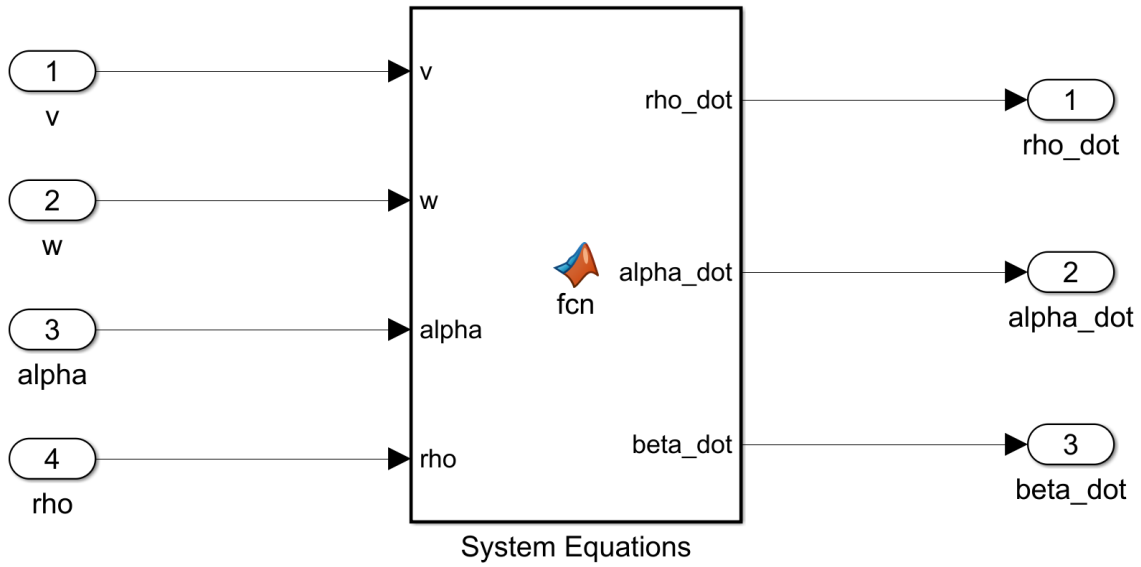 1
v
2
w
3
alpha
4
rho
v
w
alpha
rho
fcn
rho_dot
alpha_dot
beta_dot
System Equations
1
rho_dot
2
alpha_dot
3
beta_dot